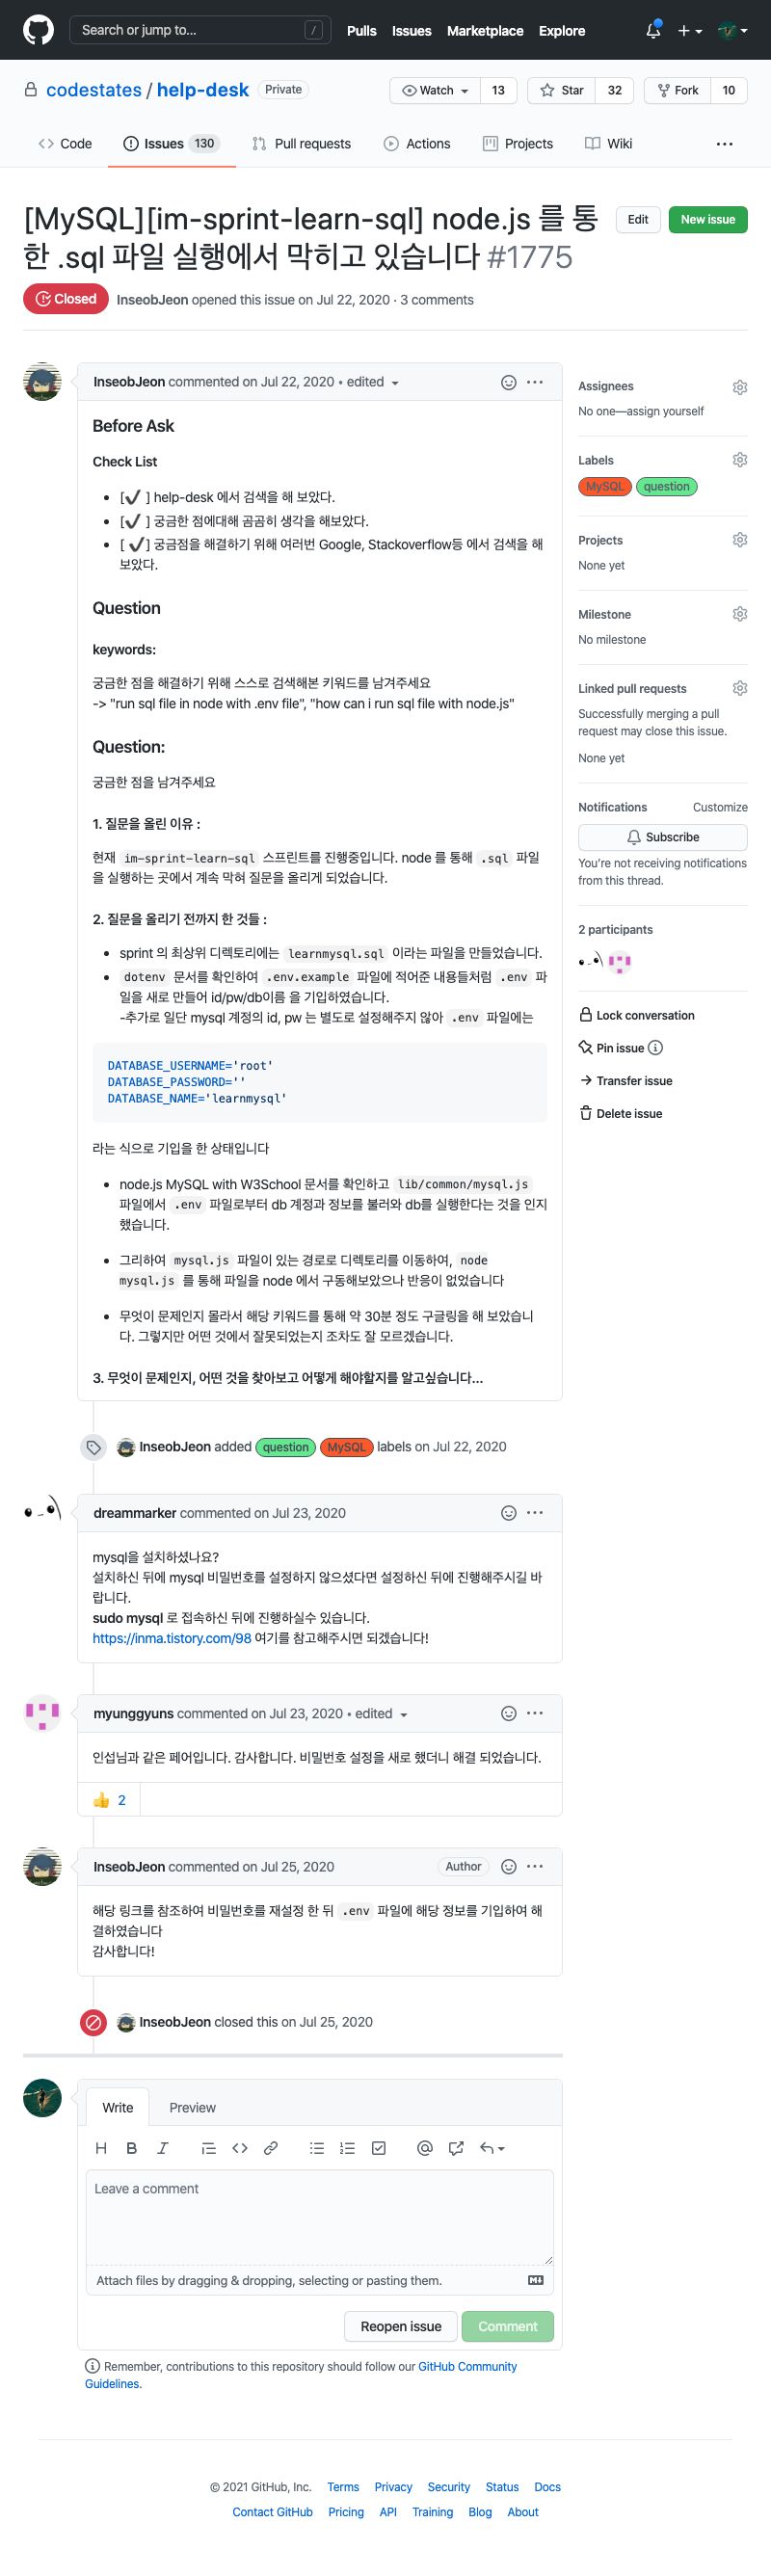 Search or jump to... /
Pulls Issues Marketplace Explore
codestates / help-desk Private
Watch 13 Star 32 Fork 10
Code Issues 130 Pull requests Actions Projects Wiki ...
[MySQL][im-sprint-learn-sql] node.js 를 통
한 .sql 파일 실행에서 막히고 있습니다 #1775
Edit New issue
Closed InseobJeon opened this issue on Jul 22, 2020 · 3 comments
InseobJeon commented on Jul 22, 2020 • edited
Before Ask
Check List
• [✔ ] help-desk 에서 검색을 해 보았다.
• [✔ ] 궁금한 점에대해 곰곰히 생각을 해보았다.
• [ ✔] 궁금점을 해결하기 위해 여러번 Google, Stackoverflow등 에서 검색을 해
보았다.
Question
keywords:
궁금한 점을 해결하기 위해 스스로 검색해본 키워드를 남겨주세요
-> "run sql file in node with .env file", "how can i run sql file with node.js"
Question:
궁금한 점을 남겨주세요
1. 질문을 올린 이유 :
현재 im-sprint-learn-sql 스프린트를 진행중입니다. node 를 통해 .sql 파일
을 실행하는 곳에서 계속 막혀 질문을 올리게 되었습니다.
2. 질문을 올리기 전까지 한 것들 :
• sprint 의 최상위 디렉토리에는 learnmysql.sql 이라는 파일을 만들었습니다.
• dotenv 문서를 확인하여 .env.example 파일에 적어준 내용들처럼 .env 파
일을 새로 만들어 id/pw/db이름 을 기입하였습니다.
-추가로 일단 mysql 계정의 id, pw 는 별도로 설정해주지 않아 .env 파일에는
DATABASE_USERNAME='root'
DATABASE_PASSWORD=''
DATABASE_NAME='learnmysql'
라는 식으로 기입을 한 상태입니다
• node.js MySQL with W3School 문서를 확인하고 lib/common/mysql.js
파일에서 .env 파일로부터 db 계정과 정보를 불러와 db를 실행한다는 것을 인지
했습니다.
• 그리하여 mysql.js 파일이 있는 경로로 디렉토리를 이동하여, node
mysql.js 를 통해 파일을 node 에서 구동해보았으나 반응이 없었습니다
• 무엇이 문제인지 몰라서 해당 키워드를 통해 약 30분 정도 구글링을 해 보았습니
다. 그렇지만 어떤 것에서 잘못되었는지 조차도 잘 모르겠습니다.
3. 무엇이 문제인지, 어떤 것을 찾아보고 어떻게 해야할지를 알고싶습니다...
Assignees
No one—assign yourself
Labels
MySQL question
Projects
None yet
Milestone
No milestone
Linked pull requests
Successfully merging a pull
request may close this issue.
None yet
Notifications Customize
Subscribe
You're not receiving notifications
from this thread.
2 participants
Lock conversation
Pin issue
Transfer issue
Delete issue
InseobJeon added question MySQL labels on Jul 22, 2020
dreammarker commented on Jul 23, 2020
mysql을 설치하셨나요?
설치하신 뒤에 mysql 비밀번호를 설정하지 않으셨다면 설정하신 뒤에 진행해주시길 바
랍니다.
sudo mysql 로 접속하신 뒤에 진행하실수 있습니다.
https://inma.tistory.com/98 여기를 참고해주시면 되겠습니다!
myunggyuns commented on Jul 23, 2020 • edited
인섭님과 같은 페어입니다. 감사합니다. 비밀번호 설정을 새로 했더니 해결 되었습니다.
👍 2
InseobJeon commented on Jul 25, 2020 Author
해당 링크를 참조하여 비밀번호를 재설정 한 뒤 .env 파일에 해당 정보를 기입하여 해
결하였습니다
감사합니다!
InseobJeon closed this on Jul 25, 2020
Write Preview
Leave a comment
Attach files by dragging & dropping, selecting or pasting them.
Reopen issue Comment
Remember, contributions to this repository should follow our GitHub Community
Guidelines.
© 2021 GitHub, Inc. Terms Privacy Security Status Docs
Contact GitHub Pricing API Training Blog About